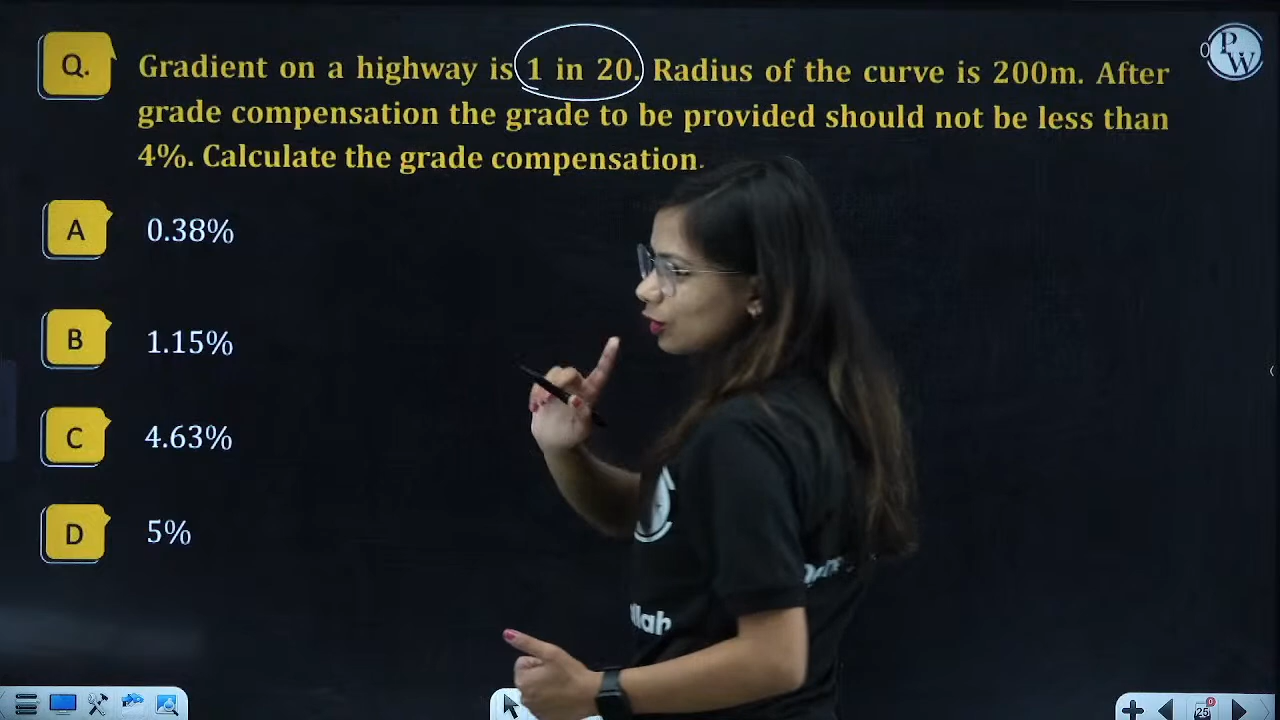 Q.
Gradient on a highway is 1 in 20. Radius of the curve is 200m. After
grade compensation the grade to be provided should not be less than
4%. Calculate the grade compensation.
P
W
A
0.38%
B
1.15%
C
4.63%
D
5%
llah
25